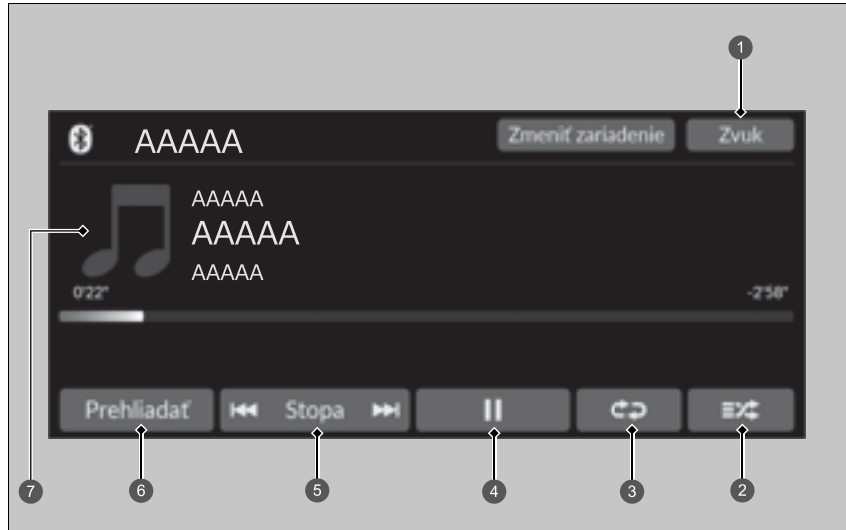 1
AAAAA Zmeniť zariadenie Zvuk
AAAAA
AAAAA
7
AAAAA
0'22" -2'58"
Prehliadať Stopa
7 6 5 4 3 2